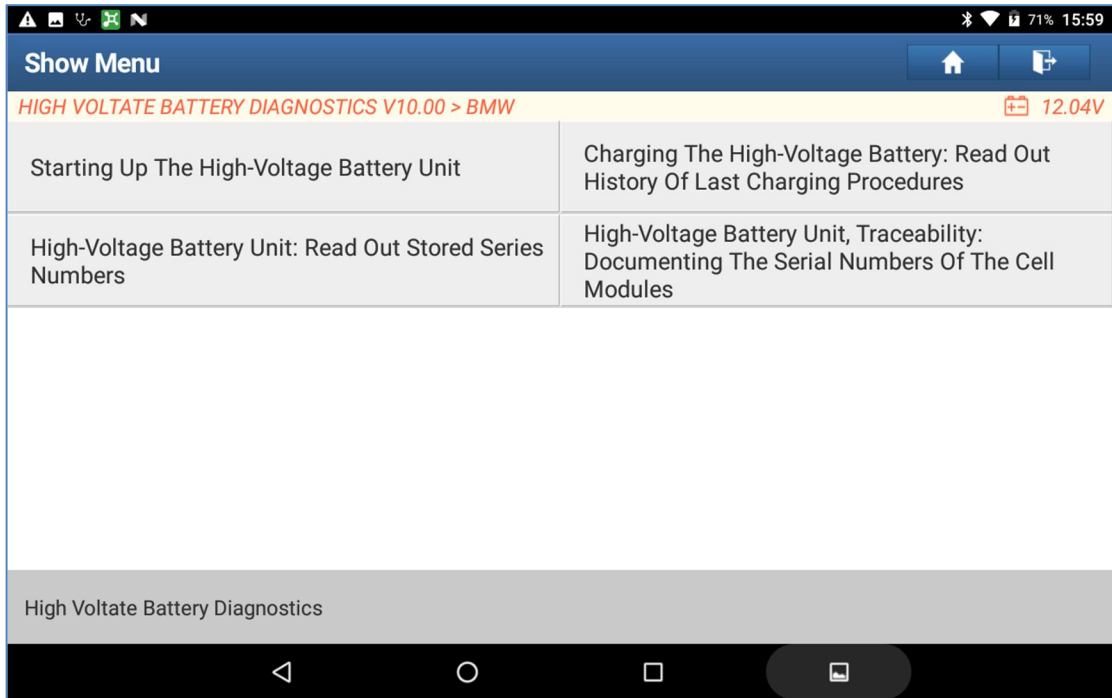 71% 15:59
Show Menu
HIGH VOLTATE BATTERY DIAGNOSTICS V10.00 > BMW
12.04V
Starting Up The High-Voltage Battery Unit
Charging The High-Voltage Battery: Read Out
History Of Last Charging Procedures
High-Voltage Battery Unit: Read Out Stored Series
Numbers
High-Voltage Battery Unit, Traceability:
Documenting The Serial Numbers Of The Cell
Modules
High Voltate Battery Diagnostics